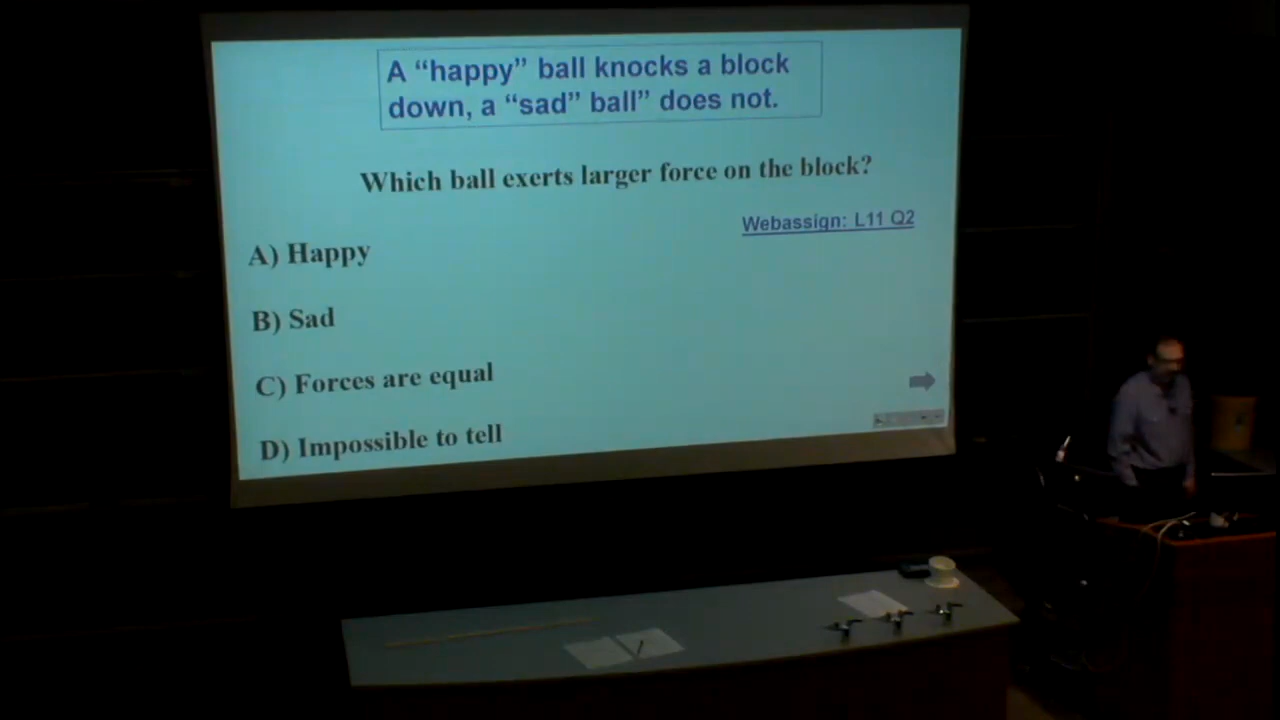 A “happy” ball knocks a block
down, a “sad” ball” does not.
Which ball exerts larger force on the block?
Webassign: L11 Q2
A) Happy
B) Sad
C) Forces are equal
D) Impossible to tell